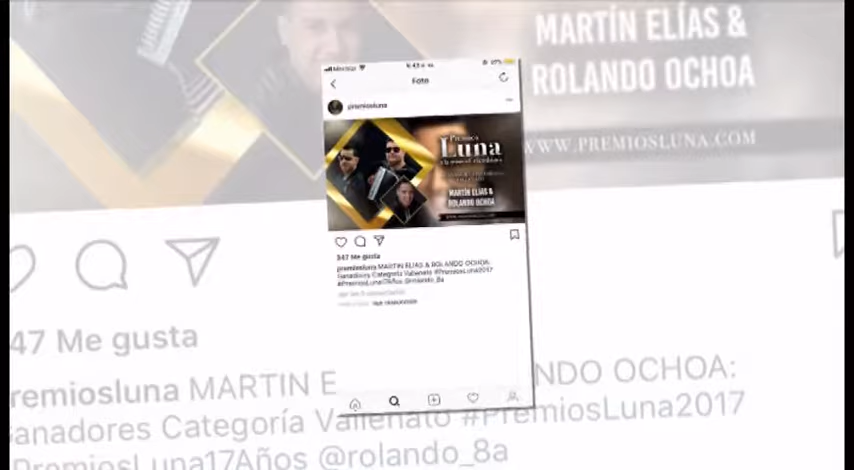 MARTÍN ELÍAS &
ROLANDO OCHOA
WWW.PREMIOSLUNA.COM
Foto
premiosluna
Premios
Luna
MARTÍN ELÍAS &
ROLANDO OCHOA
347 Me gusta
premiosluna MARTIN ELIAS & ROLANDO OCHOA:
Ganadores Categoría Vallenato #PremiosLuna2017
#PremiosLuna17Años @rolando_8a
47 Me gusta
remiosluna MARTIN E NDO OCHOA:
Ganadores Categoría Vallenato #PremiosLuna2017
PremiosLuna17Años @rolando_8a